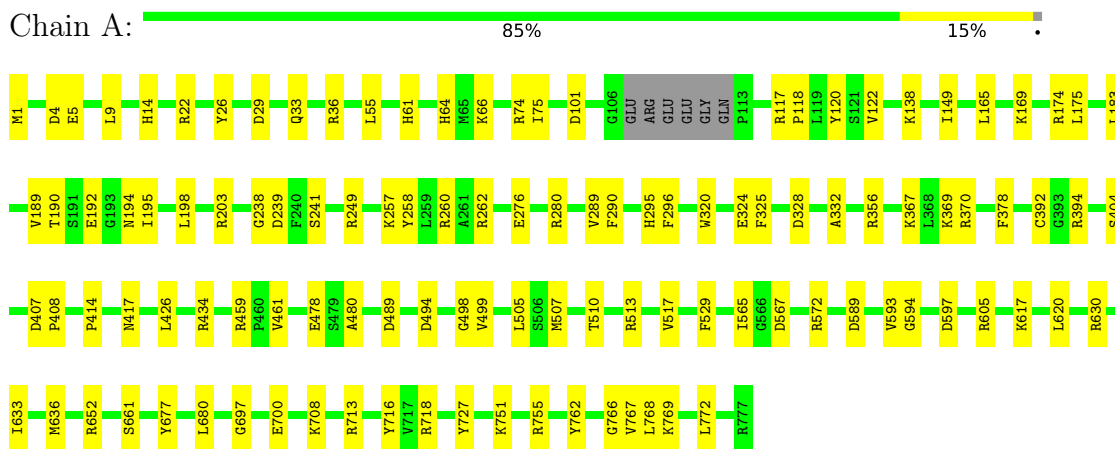 Chain A:
85% 15% •
M1 D4 E5 L9 H14 R22 Y26 D29 Q33 R36 L55 H61 H64 M65 K66 R74 I75 D101 G106 GLU ARG GLU GLU GLY GLN P113 R117 P118 L119 Y120 S121 V122 K138 I149 L165 K169 R174 L175 L183
V189 T190 S191 E192 G193 N194 I195 L198 R203 G238 D239 F240 S241 R249 K257 Y258 L259 R260 A261 R262 E276 R280 V289 F290 H295 F296 W320 E324 F325 D328 A332 R356 K367 L368 K369 R370 F378 C392 G393 R394 S404
D407 P408 P414 N417 L426 R434 R459 P460 V461 E478 S479 A480 D489 D494 G498 V499 L505 S506 M507 T510 R513 V517 F529 I565 G566 D567 R572 D589 V593 G594 D597 R605 K617 L620 R630
I633 M636 R652 S661 Y677 L680 G697 E700 K708 R713 Y716 V717 R718 Y727 K751 R755 Y762 G766 V767 L768 K769 L772 R777